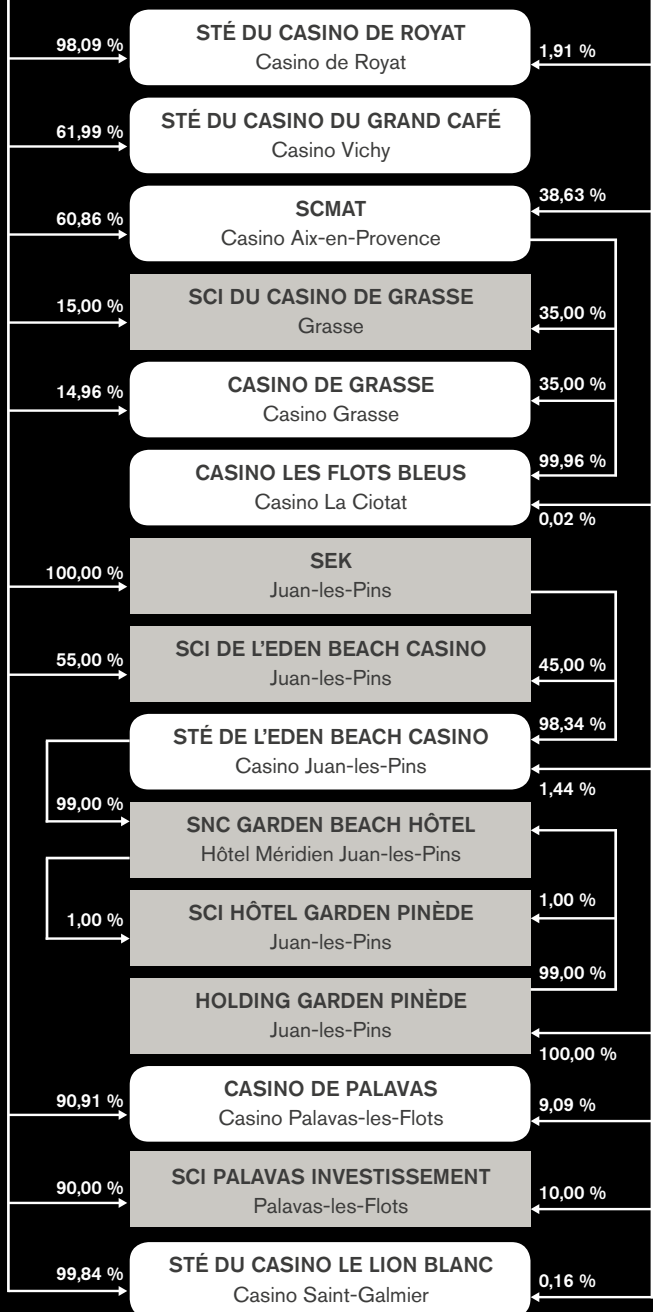 98,09 %
STÉ DU CASINO DE ROYAT
Casino de Royat
1,91 %
61,99 %
STÉ DU CASINO DU GRAND CAFÉ
Casino Vichy
60,86 %
SCMAT
Casino Aix-en-Provence
38,63 %
15,00 %
SCI DU CASINO DE GRASSE
Grasse
35,00 %
14,96 %
CASINO DE GRASSE
Casino Grasse
35,00 %
CASINO LES FLOTS BLEUS
Casino La Ciotat
99,96 %
0,02 %
100,00 %
SEK
Juan-les-Pins
55,00 %
SCI DE L’EDEN BEACH CASINO
Juan-les-Pins
45,00 %
STÉ DE L’EDEN BEACH CASINO
Casino Juan-les-Pins
98,34 %
1,44 %
99,00 %
SNC GARDEN BEACH HÔTEL
Hôtel Méridien Juan-les-Pins
1,00 %
1,00 %
SCI HÔTEL GARDEN PINÈDE
Juan-les-Pins
99,00 %
HOLDING GARDEN PINÈDE
Juan-les-Pins
100,00 %
90,91 %
CASINO DE PALAVAS
Casino Palavas-les-Flots
9,09 %
90,00 %
SCI PALAVAS INVESTISSEMENT
Palavas-les-Flots
10,00 %
99,84 %
STÉ DU CASINO LE LION BLANC
Casino Saint-Galmier
0,16 %